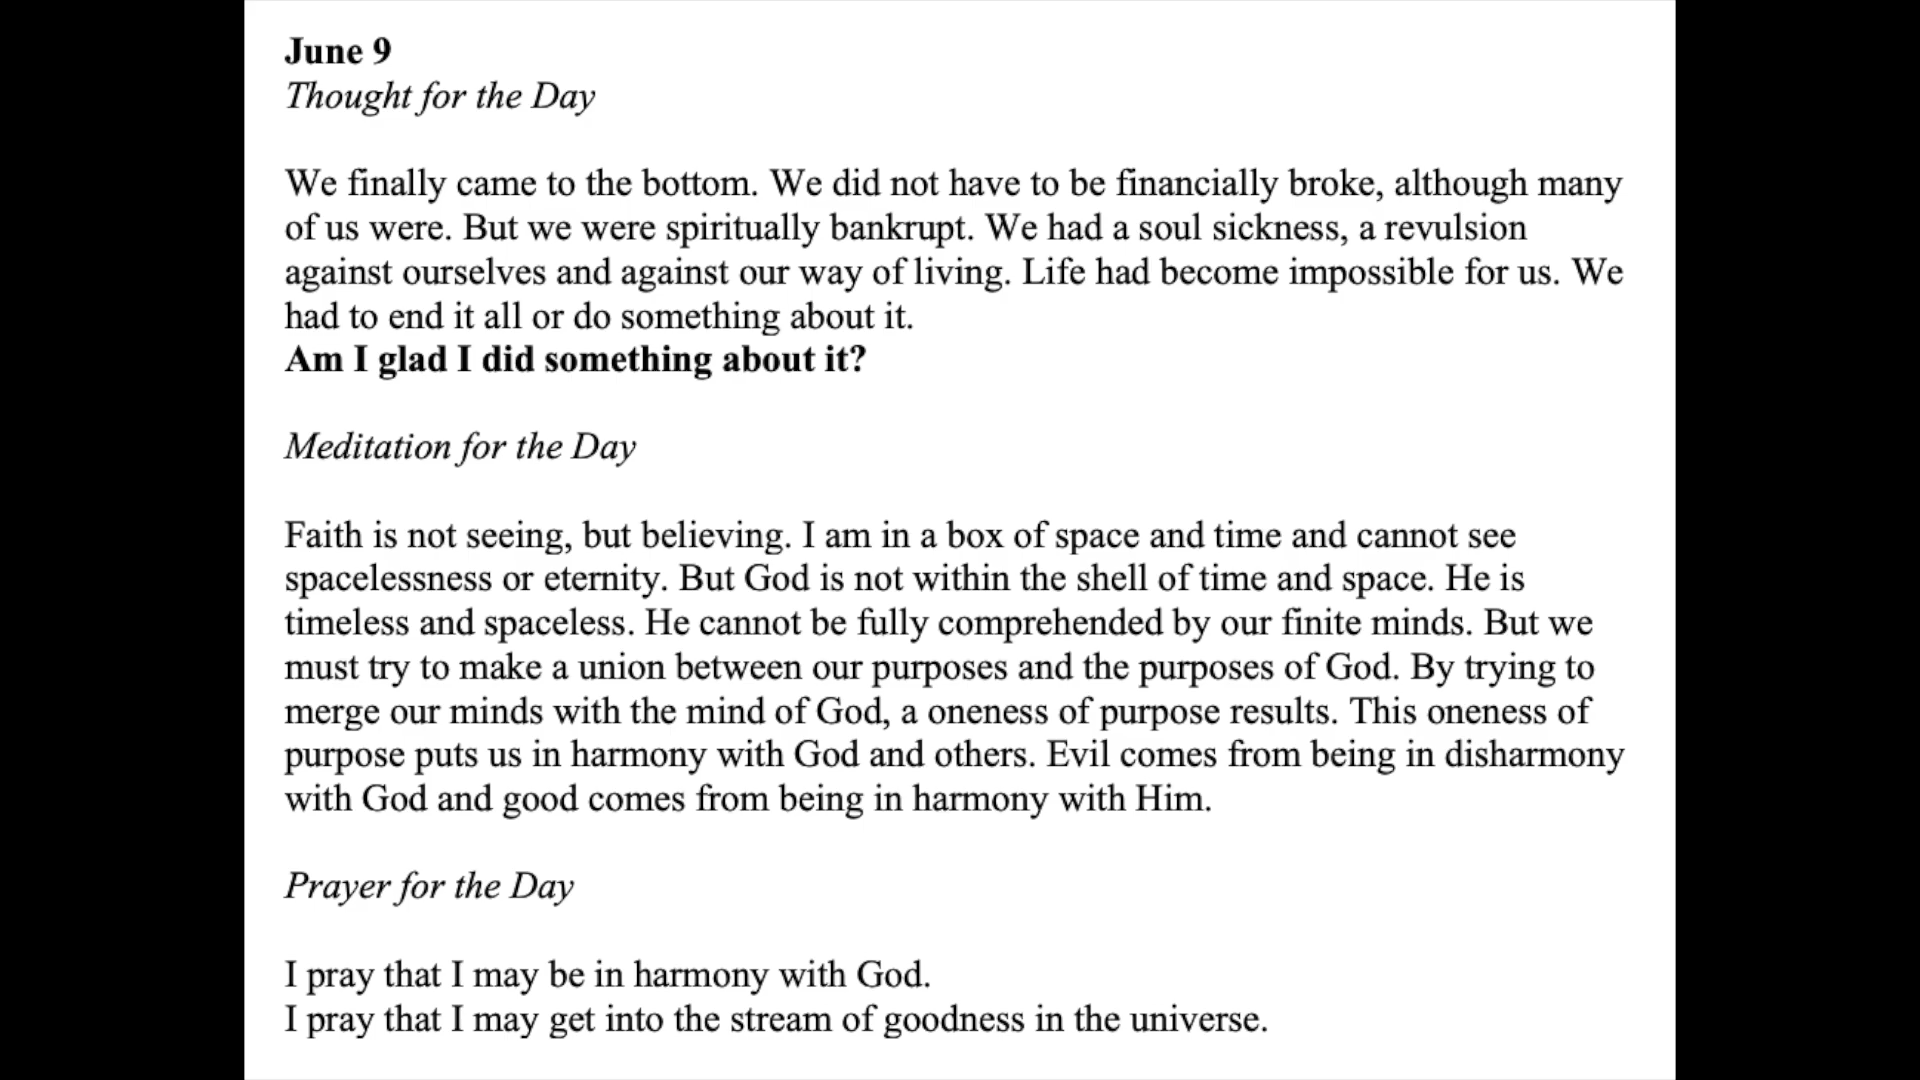 June 9
Thought for the Day
We finally came to the bottom. We did not have to be financially broke, although many
of us were. But we were spiritually bankrupt. We had a soul sickness, a revulsion
against ourselves and against our way of living. Life had become impossible for us. We
had to end it all or do something about it.
Am I glad I did something about it?
Meditation for the Day
Faith is not seeing, but believing. I am in a box of space and time and cannot see
spacelessness or eternity. But God is not within the shell of time and space. He is
timeless and spaceless. He cannot be fully comprehended by our finite minds. But we
must try to make a union between our purposes and the purposes of God. By trying to
merge our minds with the mind of God, a oneness of purpose results. This oneness of
purpose puts us in harmony with God and others. Evil comes from being in disharmony
with God and good comes from being in harmony with Him.
Prayer for the Day
I pray that I may be in harmony with God.
I pray that I may get into the stream of goodness in the universe.